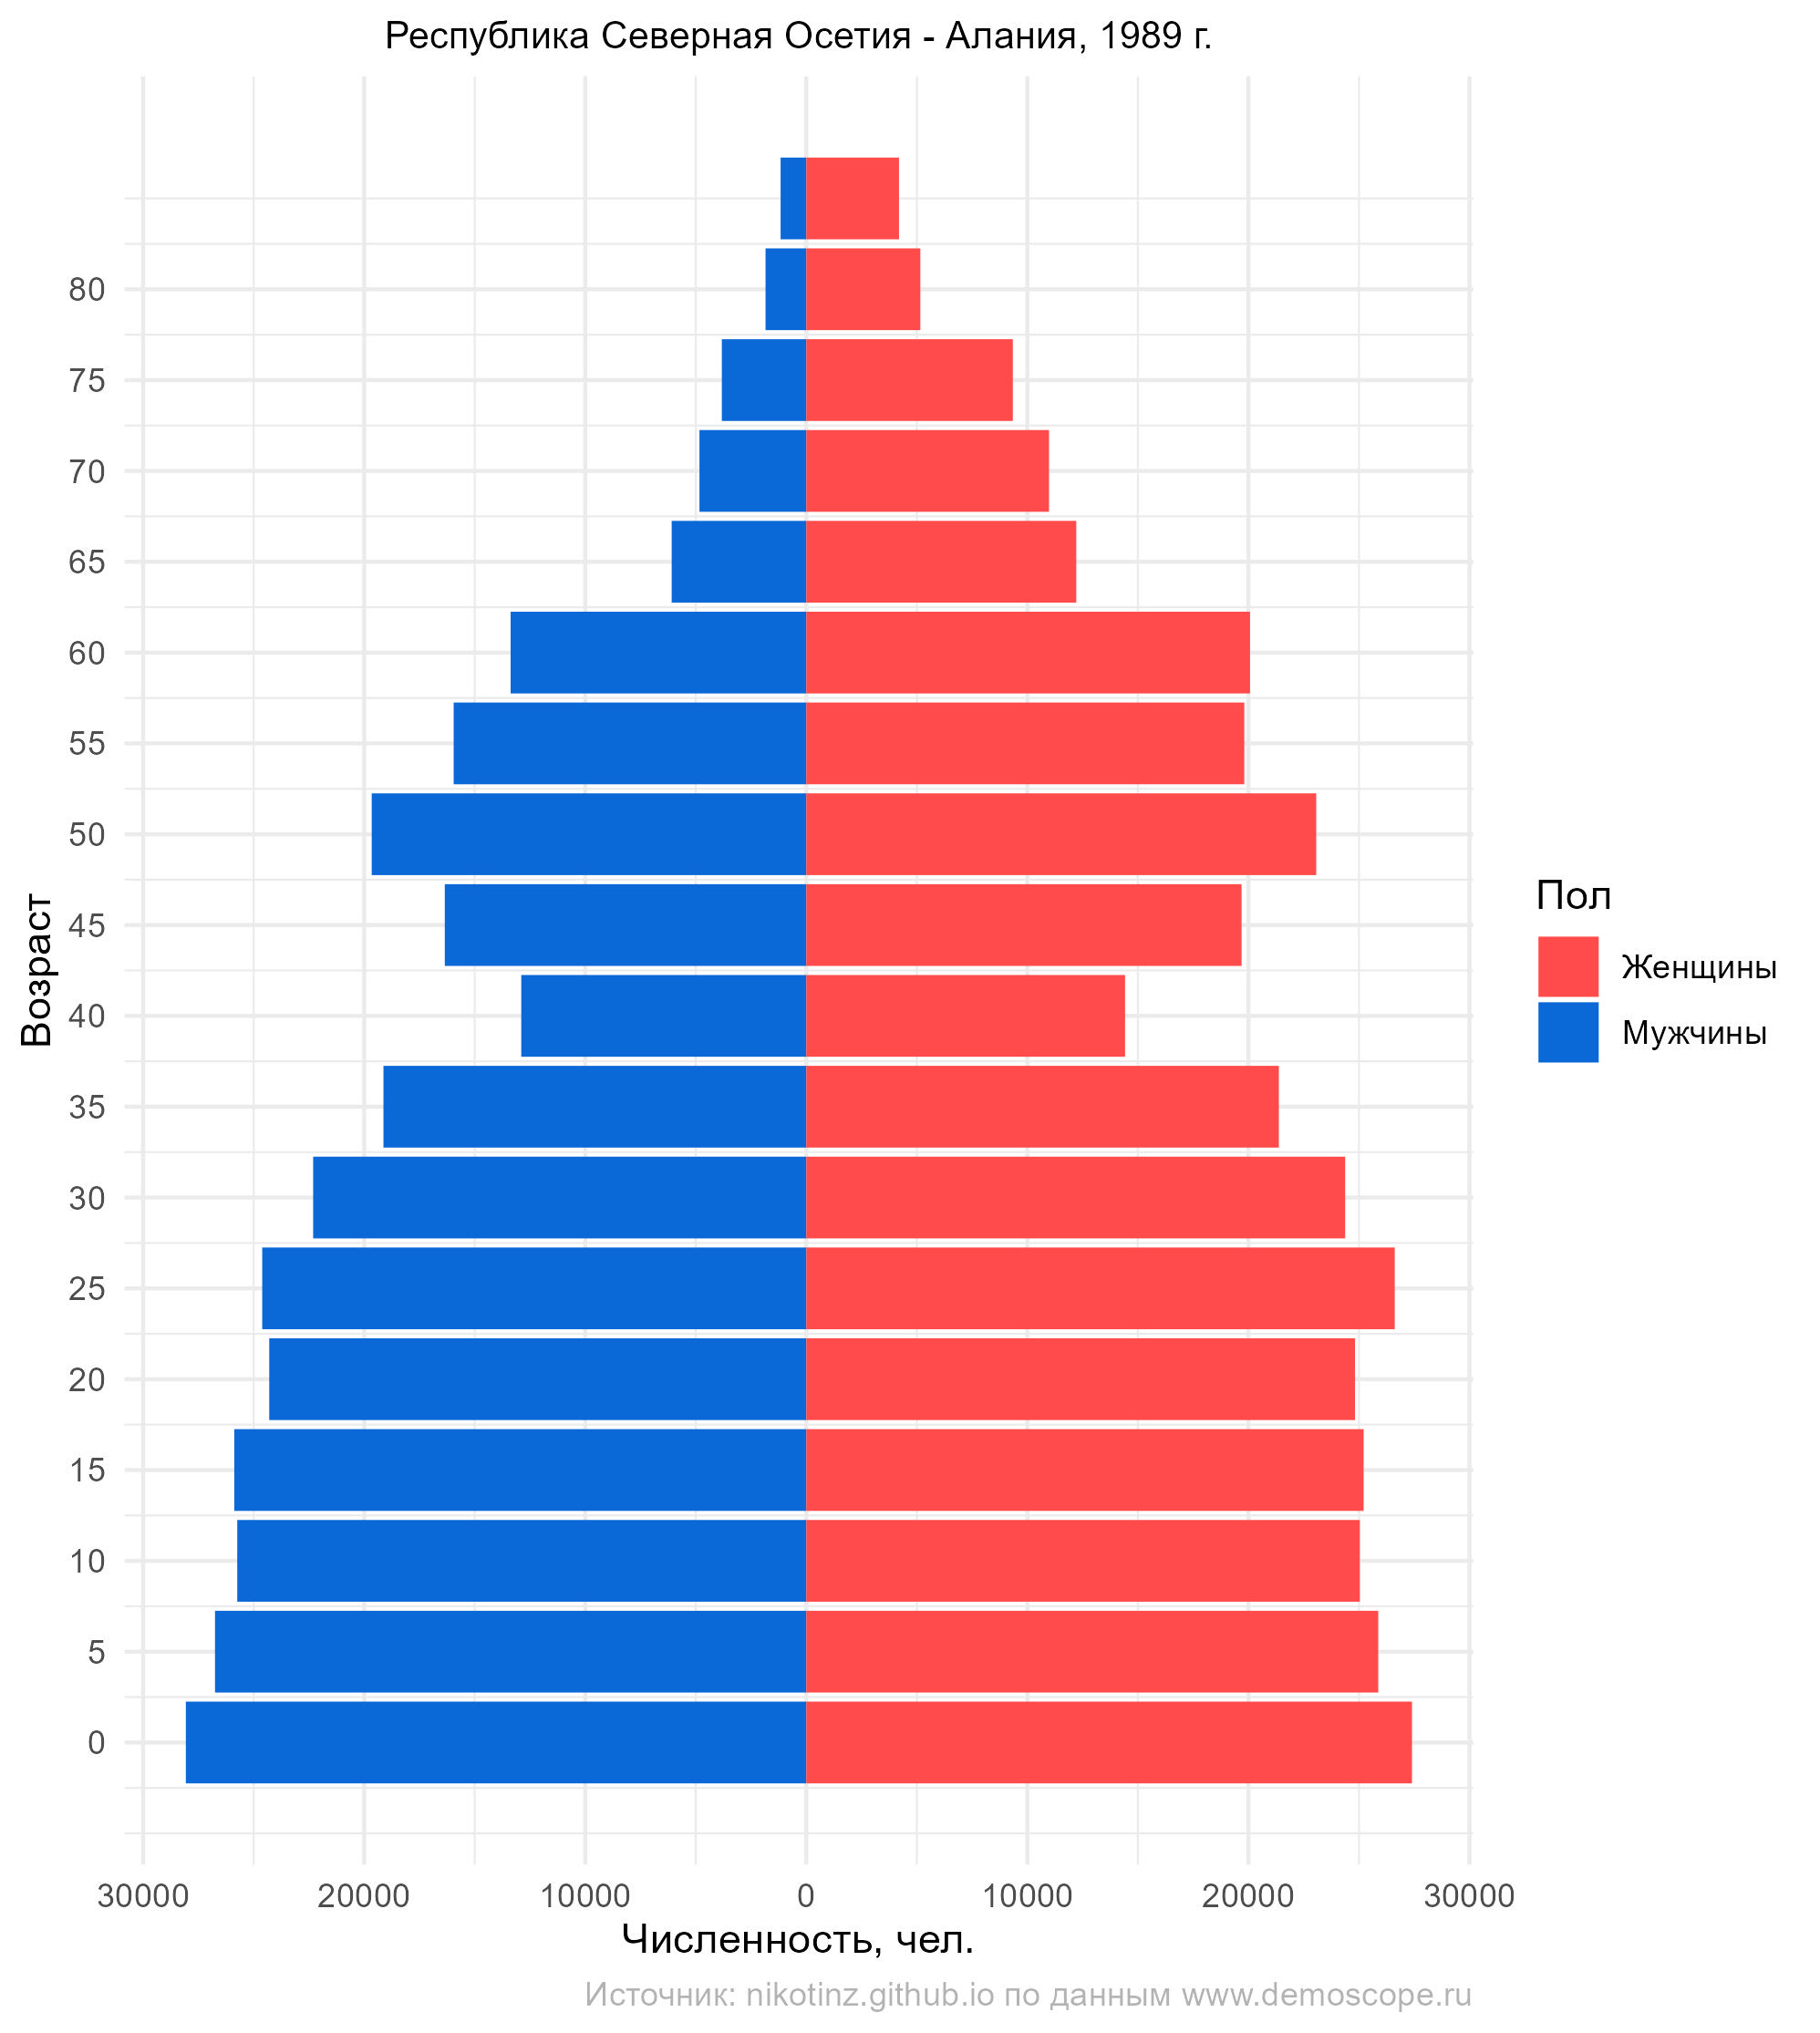 Республика Северная Осетия - Алания, 1989 г.
80
75
70
65
60
55
50
45
40
35
30
25
20
15
10
5
0
Возраст
30000 20000 10000 0 10000 20000 30000
Численность, чел.
Пол
Женщины
Мужчины
Источник: nikotinz.github.io по данным www.demoscope.ru